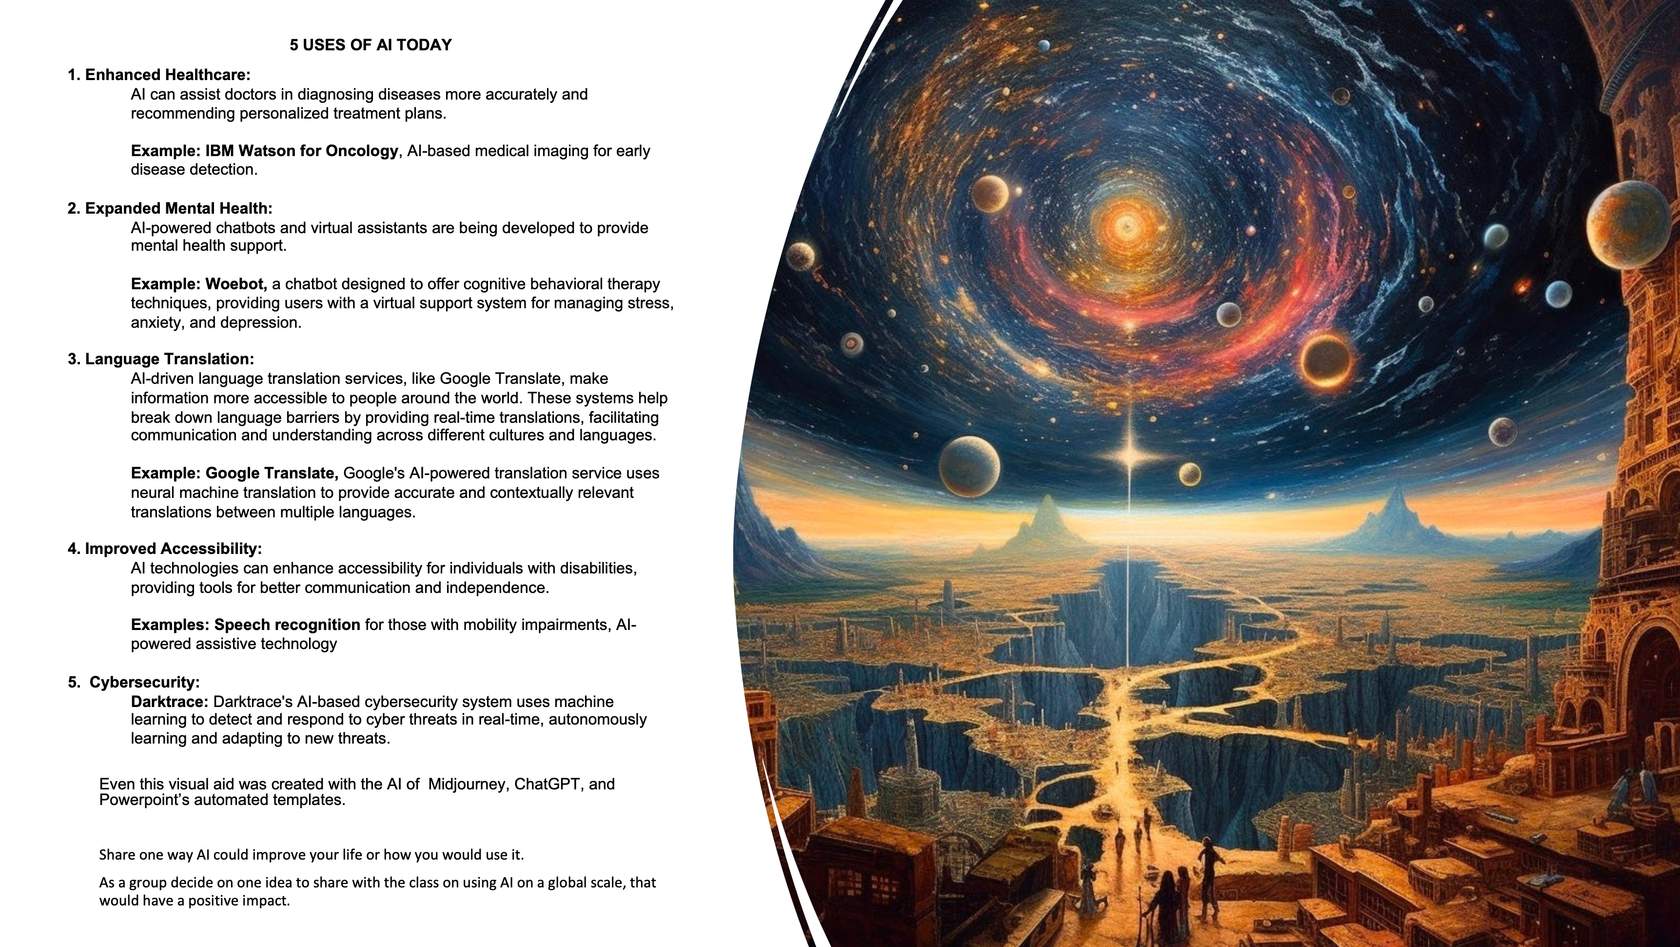 5 USES OF AI TODAY
1. Enhanced Healthcare:
AI can assist doctors in diagnosing diseases more accurately and
recommending personalized treatment plans.
Example: IBM Watson for Oncology, AI-based medical imaging for early
disease detection.
2. Expanded Mental Health:
AI-powered chatbots and virtual assistants are being developed to provide
mental health support.
Example: Woebot, a chatbot designed to offer cognitive behavioral therapy
techniques, providing users with a virtual support system for managing stress,
anxiety, and depression.
3. Language Translation:
AI-driven language translation services, like Google Translate, make
information more accessible to people around the world. These systems help
break down language barriers by providing real-time translations, facilitating
communication and understanding across different cultures and languages.
Example: Google Translate, Google's AI-powered translation service uses
neural machine translation to provide accurate and contextually relevant
translations between multiple languages.
4. Improved Accessibility:
AI technologies can enhance accessibility for individuals with disabilities,
providing tools for better communication and independence.
Examples: Speech recognition for those with mobility impairments, AI-
powered assistive technology
5.  Cybersecurity:
Darktrace: Darktrace's AI-based cybersecurity system uses machine
learning to detect and respond to cyber threats in real-time, autonomously
learning and adapting to new threats.
Even this visual aid was created with the AI of  Midjourney, ChatGPT, and
Powerpoint's automated templates.
Share one way AI could improve your life or how you would use it.
As a group decide on one idea to share with the class on using AI on a global scale, that
would have a positive impact.